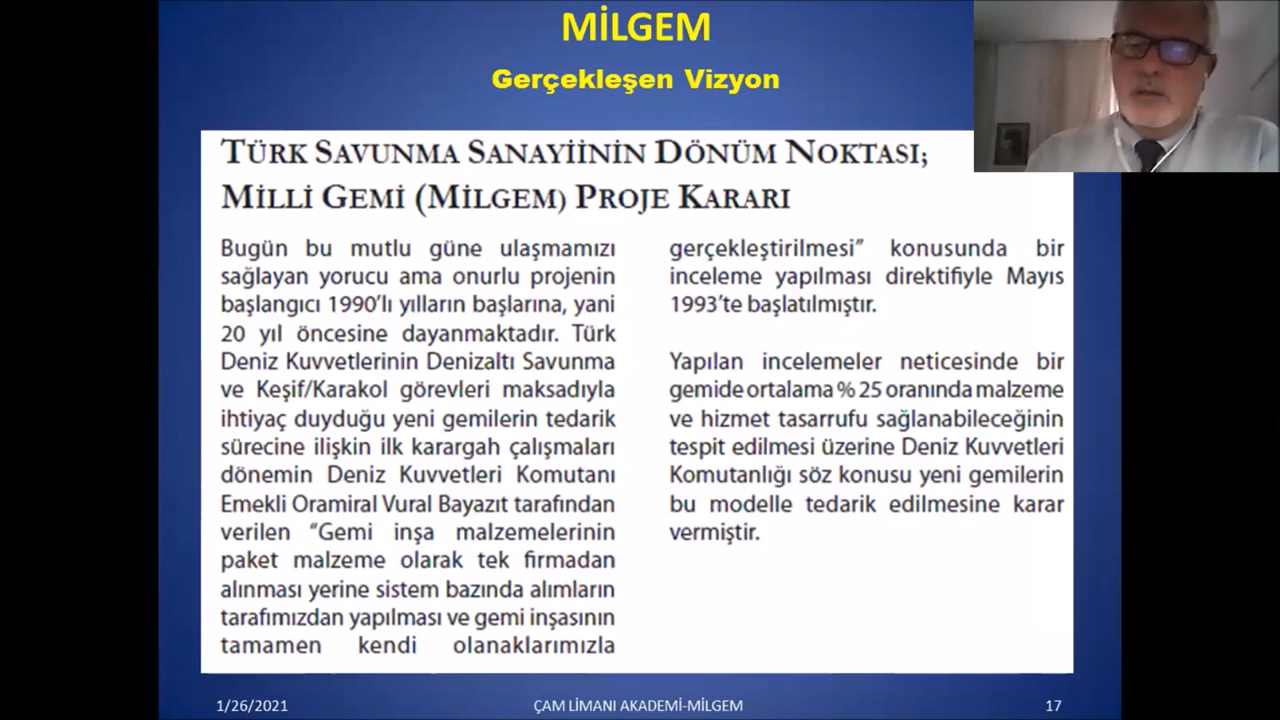 MİLGEM
Gerçekleşen Vizyon
TÜRK SAVUNMA SANAYİİNİN DÖNÜM NOKTASI;
MİLLİ GEMİ (MİLGEM) PROJE KARARI
Bugün bu mutlu güne ulaşmamızı
sağlayan yorucu ama onurlu projenin
başlangıcı 1990’lı yılların başlarına, yani
20 yıl öncesine dayanmaktadır. Türk
Deniz Kuvvetlerinin Denizaltı Savunma
ve Keşif/Karakol görevleri maksadıyla
ihtiyaç duyduğu yeni gemilerin tedarik
sürecine ilişkin ilk karargah çalışmaları
dönemin Deniz Kuvvetleri Komutanı
Emekli Oramiral Vural Bayazıt tarafından
verilen “Gemi inşa malzemelerinin
paket malzeme olarak tek firmadan
alınması yerine sistem bazında alımların
tarafımızdan yapılması ve gemi inşasının
tamamen kendi olanaklarımızla
gerçekleştirilmesi” konusunda bir
inceleme yapılması direktifiyle Mayıs
1993’te başlatılmıştır.
Yapılan incelemeler neticesinde bir
gemide ortalama % 25 oranında malzeme
ve hizmet tasarrufu sağlanabileceğinin
tespit edilmesi üzerine Deniz Kuvvetleri
Komutanlığı söz konusu yeni gemilerin
bu modelle tedarik edilmesine karar
vermiştir.
1/26/2021
ÇAM LİMANI AKADEMİ-MİLGEM
17